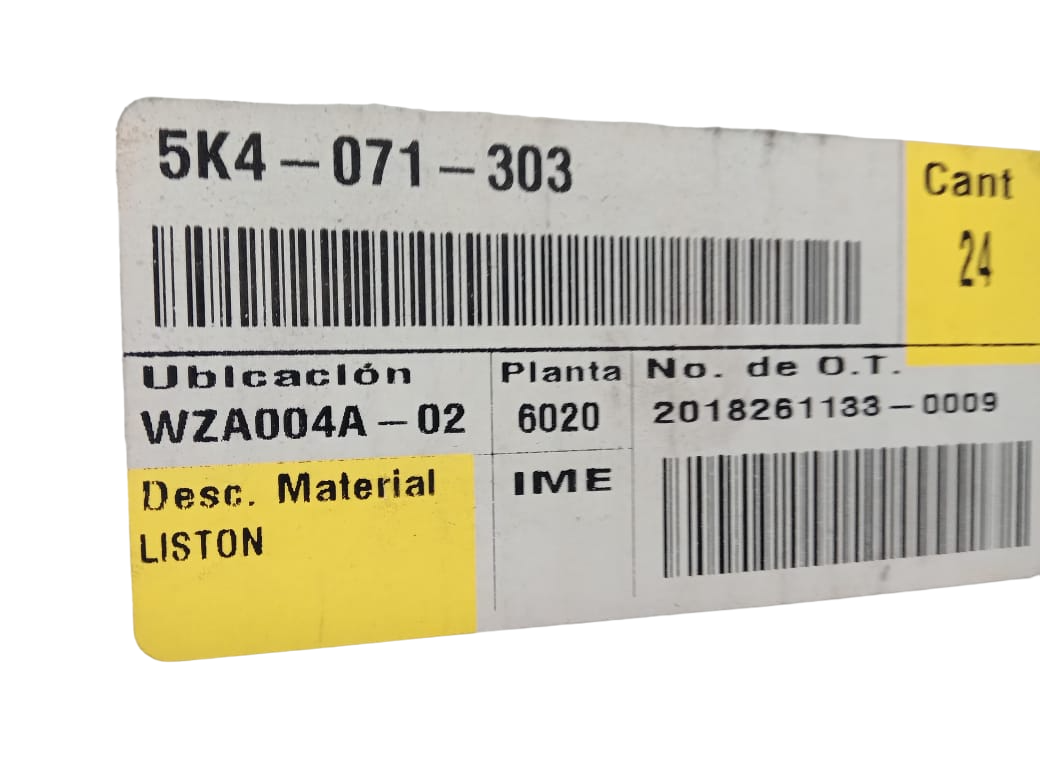 5K4-071-303
Cant
24
Ubicación
WZA004A-02
Planta
6020
No. de O.T.
2018261133-0009
Desc. Material
LISTON
IME